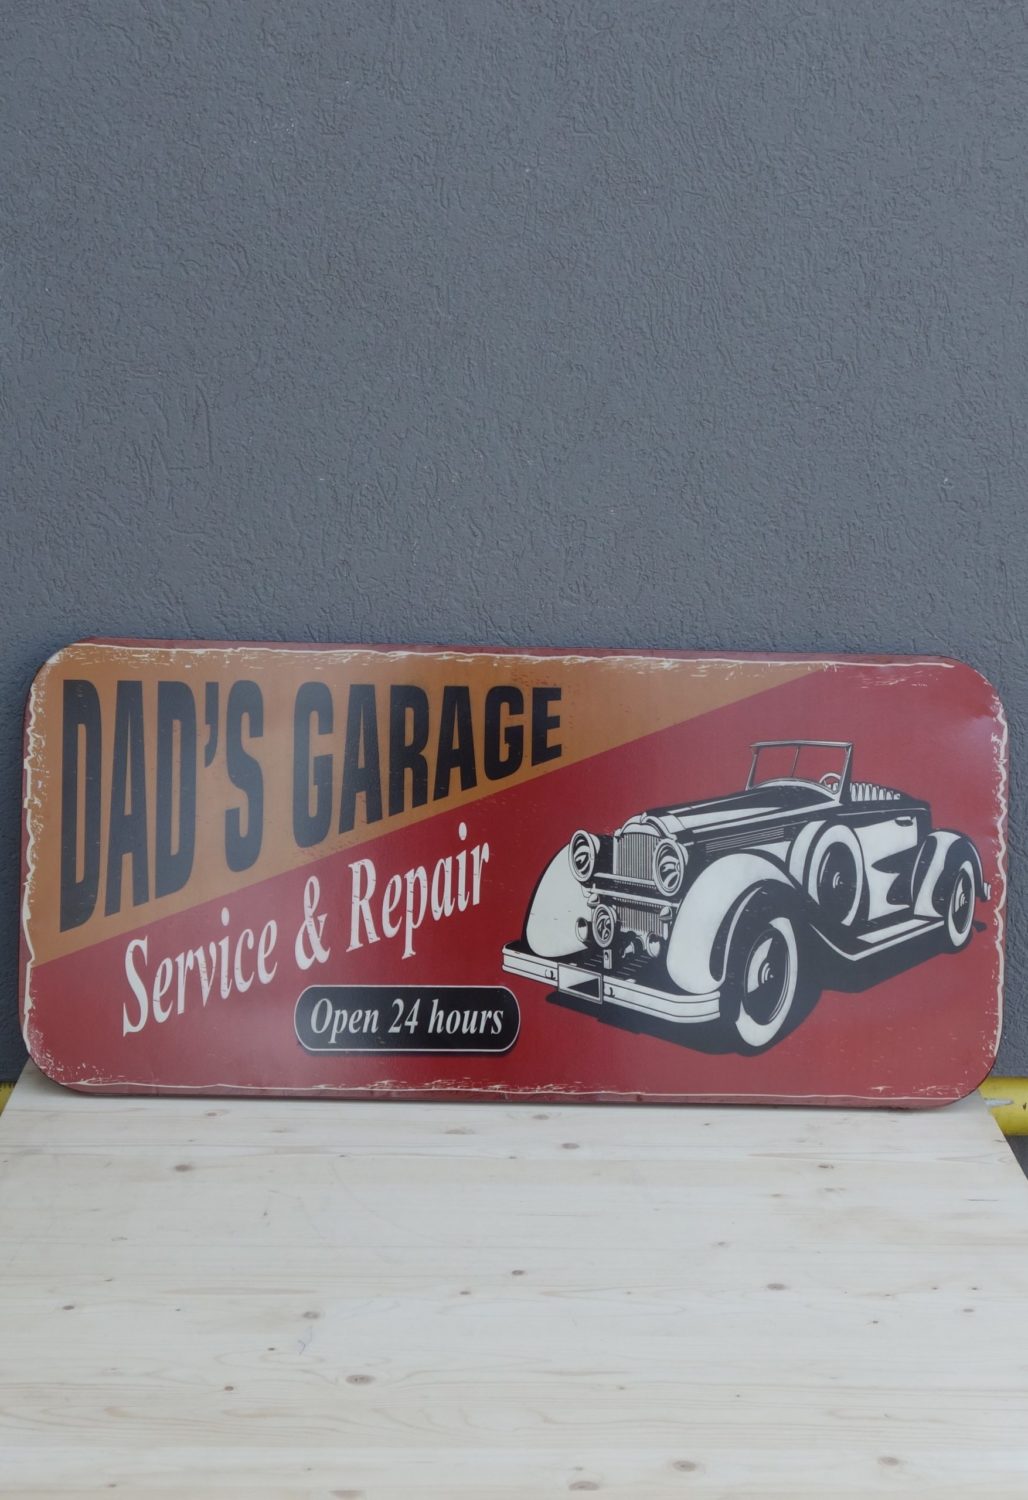 DAD'S GARAGE
Service & Repair
Open 24 hours